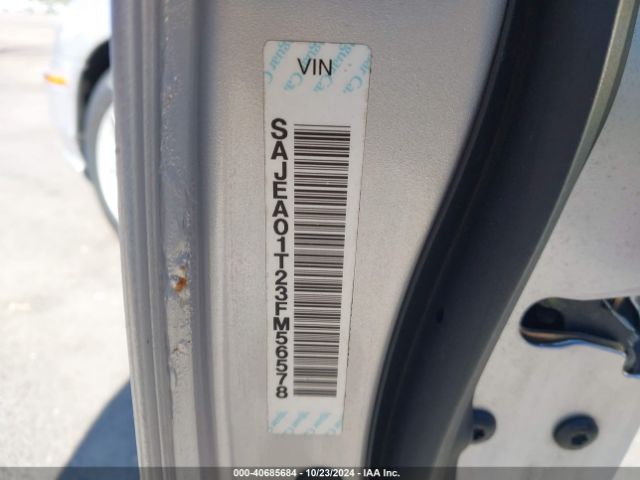 VIN
SAJEA01T23FM56578
000-40685684 | 10/23/2024 | IAA Inc.